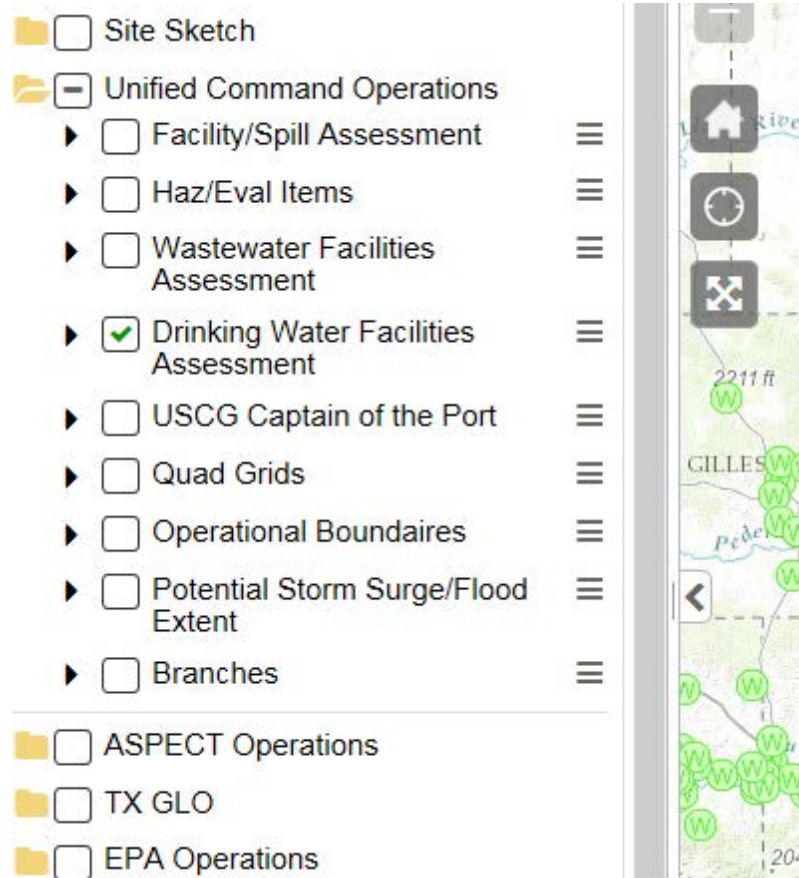 Site Sketch
Unified Command Operations
Facility/Spill Assessment
Haz/Eval Items
Wastewater Facilities
Assessment
Drinking Water Facilities
Assessment
USCG Captain of the Port
Quad Grids
Operational Boundaires
Potential Storm Surge/Flood
Extent
Branches
ASPECT Operations
TX GLO
EPA Operations
2211 ft
W
GILLES
W
W
W
W
W
W
W
W
W
W
W
W
W